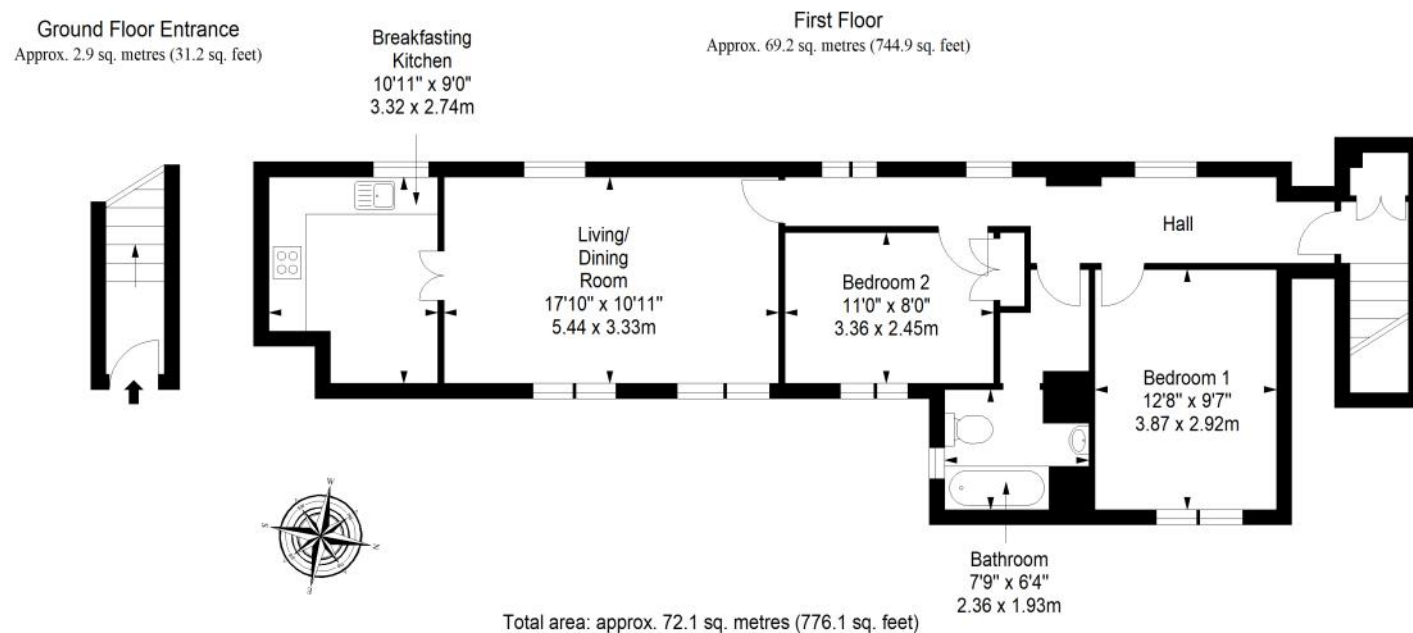 Ground Floor Entrance
Approx. 2.9 sq. metres (31.2 sq. feet)
First Floor
Approx. 69.2 sq. metres (744.9 sq. feet)
Breakfasting
Kitchen
10'11" x 9'0"
3.32 x 2.74m
Living/
Dining
Room
17'10" x 10'11"
5.44 x 3.33m
Bedroom 2
11'0" x 8'0"
3.36 x 2.45m
Hall
Bedroom 1
12'8" x 9'7"
3.87 x 2.92m
Bathroom
7'9" x 6'4"
2.36 x 1.93m
W
S
N
E
Total area: approx. 72.1 sq. metres (776.1 sq. feet)